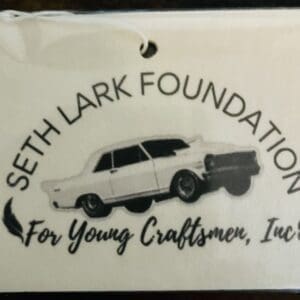 SETH LARK FOUNDATION
For Young Craftsmen, Inc